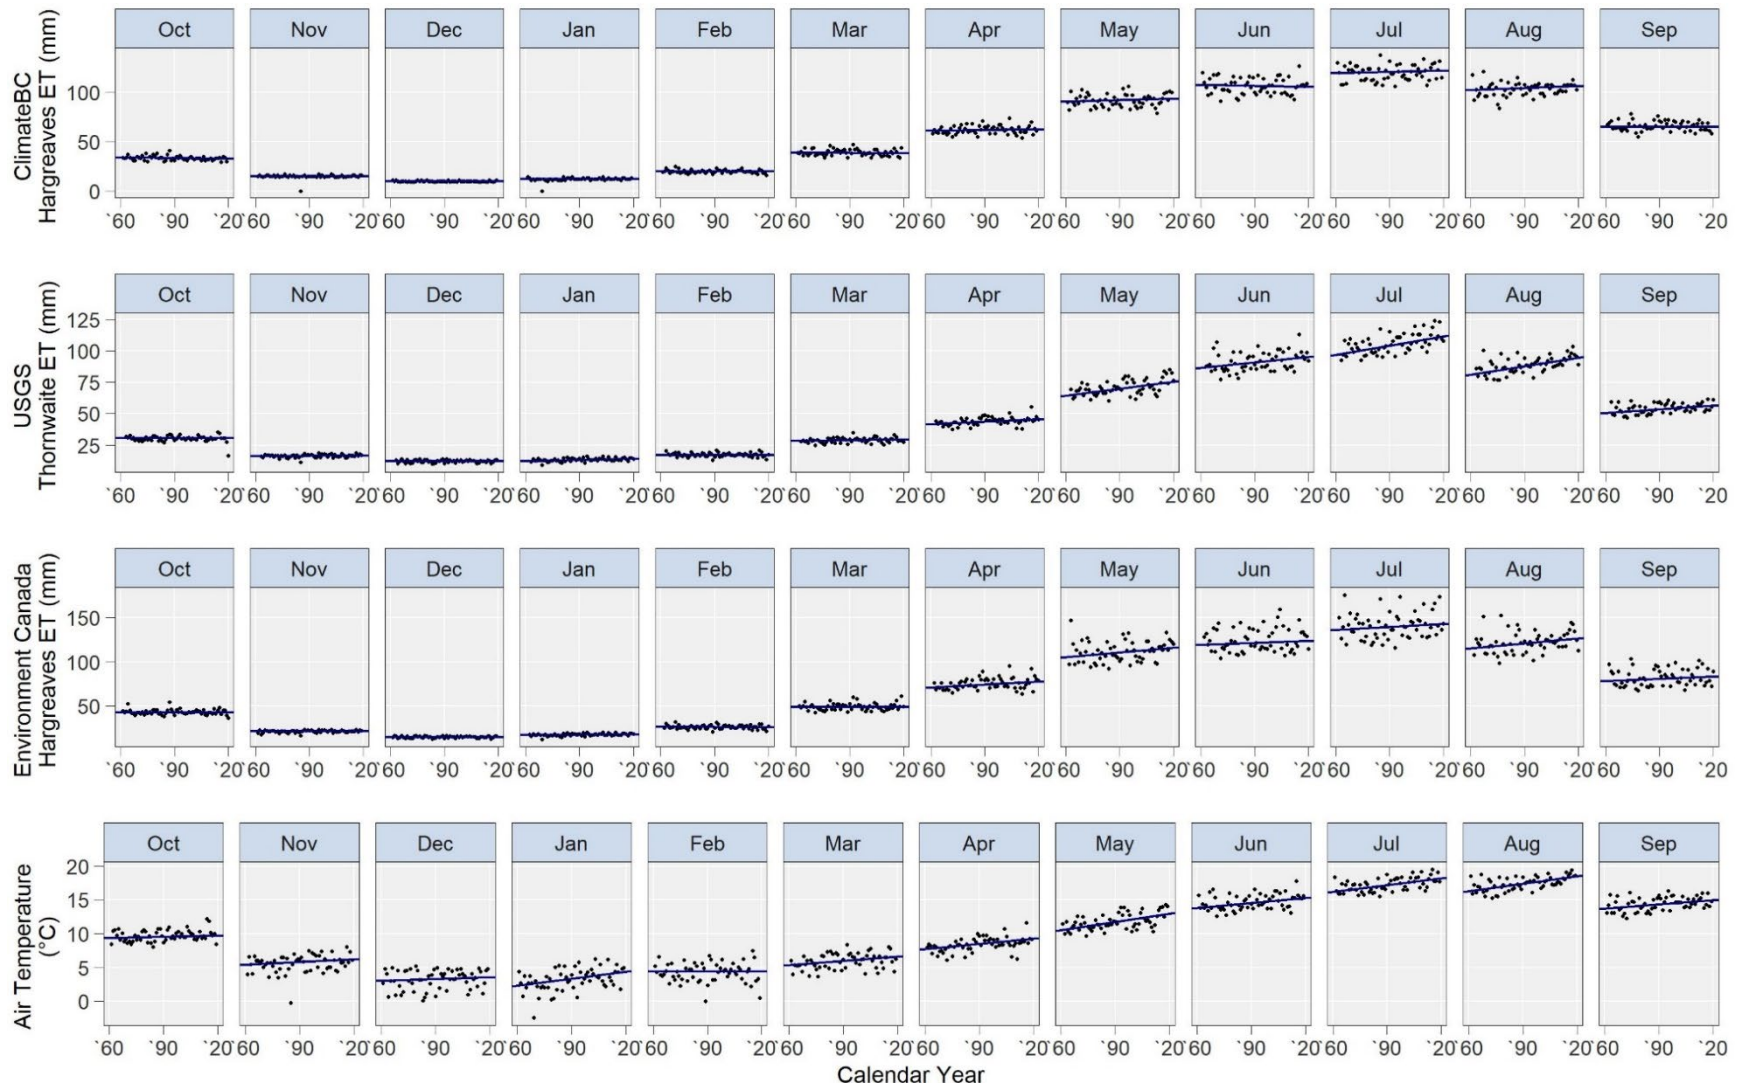 Oct Nov Dec Jan Feb Mar Apr May Jun Jul Aug Sep
ClimateBC
Hargreaves ET (mm)
100
50
0
`60 90 20`60 90 20`60 90 20`60 90 20`60 90 20`60 90 20`60 90 20`60 90 20`60 90 20`60 90 20`60 90 20`60 90 20
Oct Nov Dec Jan Feb Mar Apr May Jun Jul Aug Sep
USGS
Thornwaite ET (mm)
125
100
75
50
25
`60 90 20`60 90 20`60 90 20`60 90 20`60 90 20`60 90 20`60 90 20`60 90 20`60 90 20`60 90 20`60 90 20`60 90 20
Oct Nov Dec Jan Feb Mar Apr May Jun Jul Aug Sep
Environment Canada
Hargreaves ET (mm)
150
100
50
`60 90 20`60 90 20`60 90 20`60 90 20`60 90 20`60 90 20`60 90 20`60 90 20`60 90 20`60 90 20`60 90 20`60 90 20
Oct Nov Dec Jan Feb Mar Apr May Jun Jul Aug Sep
Air Temperature
(°C)
20
15
10
5
0
`60 90 20`60 90 20`60 90 20`60 90 20`60 90 20`60 90 20`60 90 20`60 90 20`60 90 20`60 90 20`60 90 20`60 90 20
Calendar Year